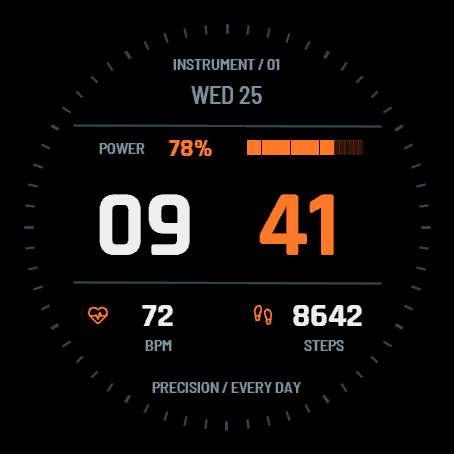 INSTRUMENT / 01
WED 25
POWER 78%
09 41
72 8642
BPM STEPS
PRECISION / EVERY DAY